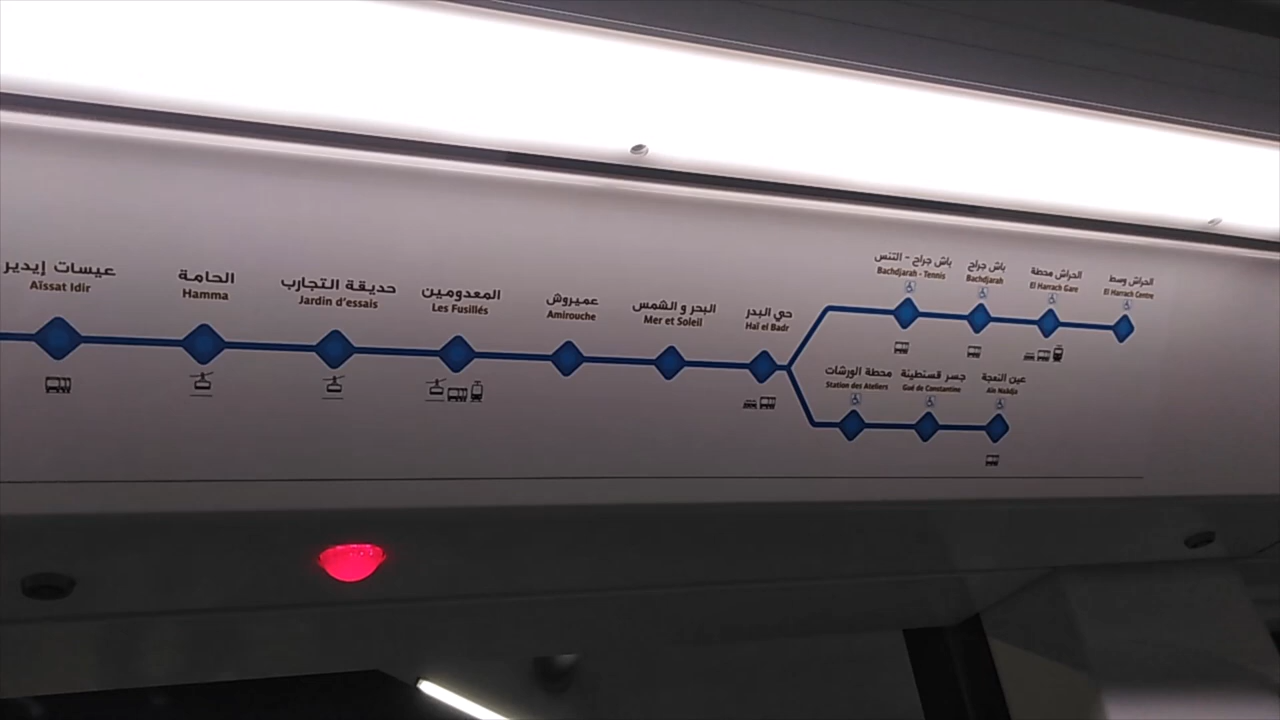 عيسات إيدير
Aïssat Idir
الحامة
Hamma
حديقة التجارب
Jardin d'essais
المعدومين
Les Fusillés
عميروش
Amirouche
البحر و الشمس
Mer et Soleil
حي البدر
Haï el Badr
باش جراح - التنس
Bachdjarah - Tennis
باش جراح
Bachdjarah
الحراش محطة
El Harrach Gare
الحراش وسط
El Harrach Centre
محطة الورشات
Station des Ateliers
جسر قسنطينة
Gué de Constantine
عين النعجة
Aïn Naâdja